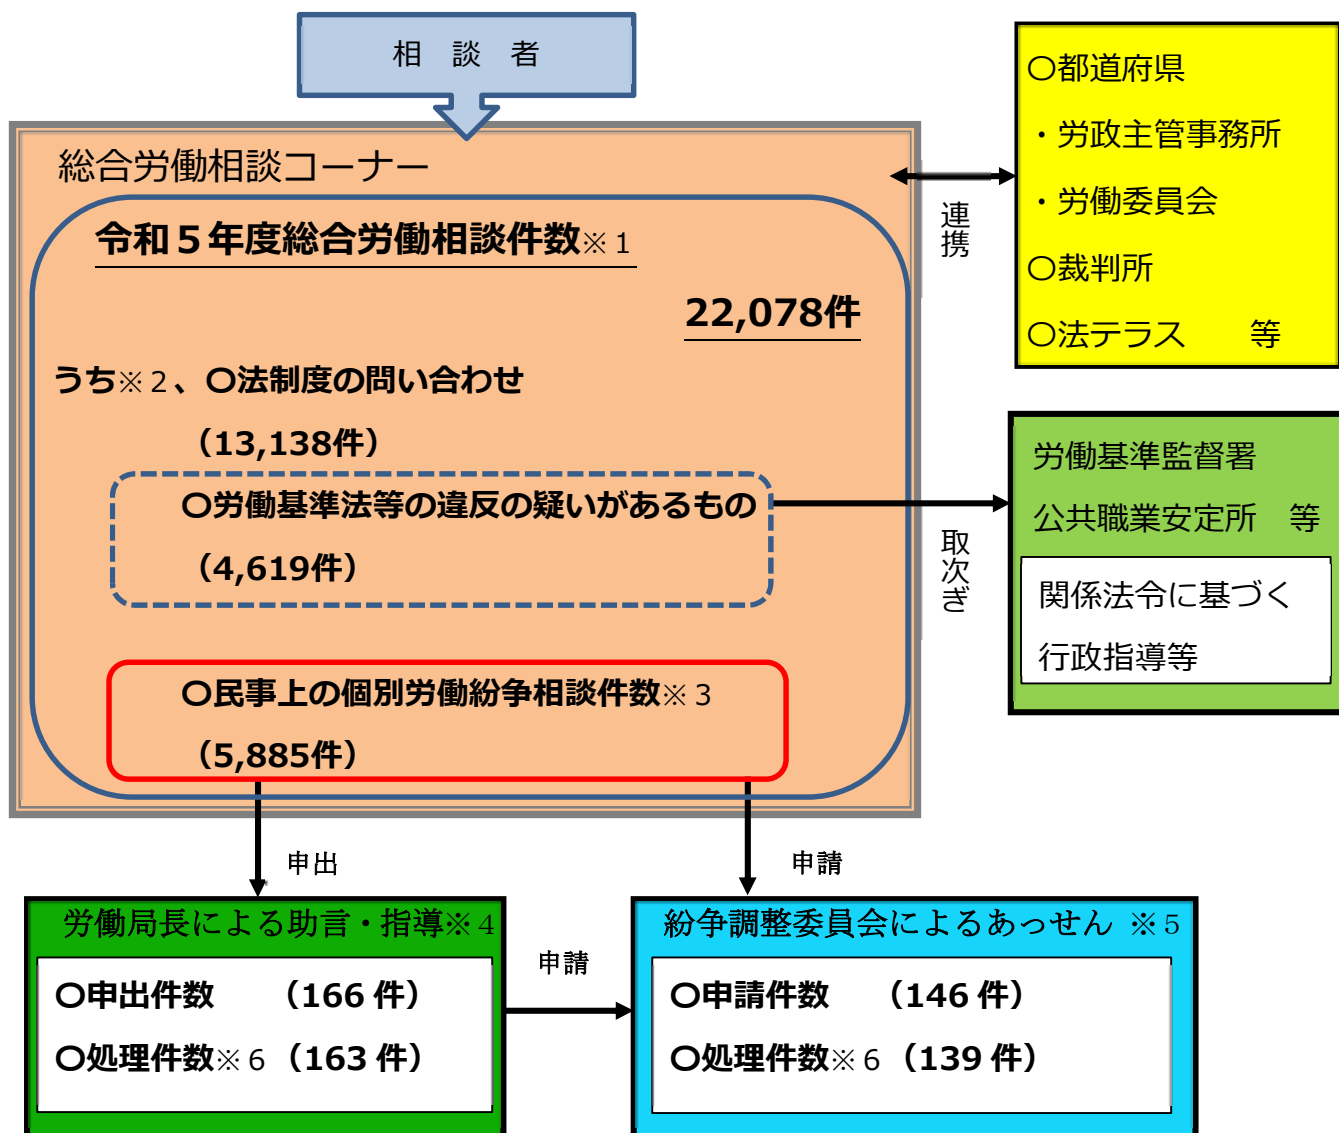 相 談 者
総合労働相談コーナー
令和５年度総合労働相談件数※１
22,078件
うち※２、〇法制度の問い合わせ
（13,138件）
〇労働基準法等の違反の疑いがあるもの
（4,619件）
〇民事上の個別労働紛争相談件数※３
（5,885件）
連携
〇都道府県
・労政主管事務所
・労働委員会
〇裁判所
〇法テラス　　等
取次ぎ
労働基準監督署
公共職業安定所　等
関係法令に基づく
行政指導等
申出
申請
労働局長による助言・指導※４
〇申出件数　　（166 件）
〇処理件数※６（163 件）
申請
紛争調整委員会によるあっせん ※５
〇申請件数　　（146 件）
〇処理件数※６（139 件）